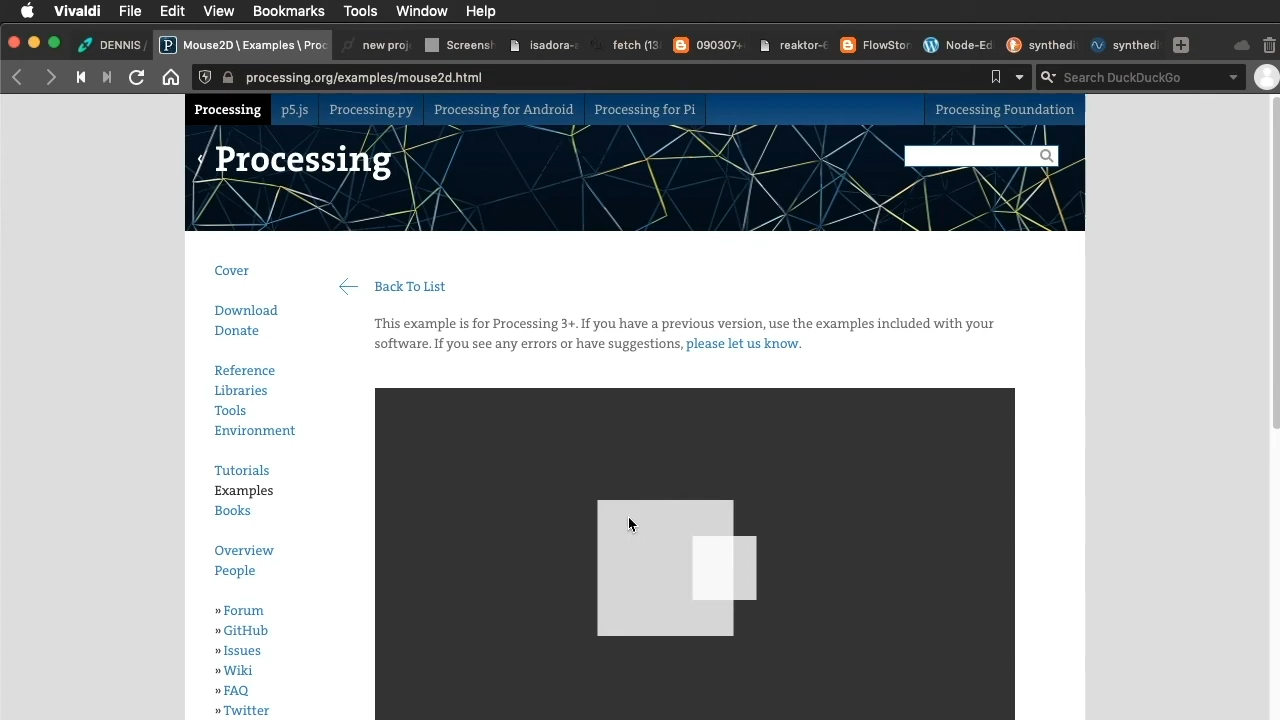 Vivaldi File Edit View Bookmarks Tools Window Help
DENNIS / Mouse2D \ Examples \ Proc new proj Screensh isadora- fetch (13 090307+ reaktor-6 FlowStor Node-Ed synthedi synthedi
processing.org/examples/mouse2d.html Search DuckDuckGo
Processing p5.js Processing.py Processing for Android Processing for Pi Processing Foundation
Processing
Cover
Back To List
Download
Donate
This example is for Processing 3+. If you have a previous version, use the examples included with your
software. If you see any errors or have suggestions, please let us know.
Reference
Libraries
Tools
Environment
Tutorials
Examples
Books
Overview
People
» Forum
» GitHub
» Issues
» Wiki
» FAQ
» Twitter